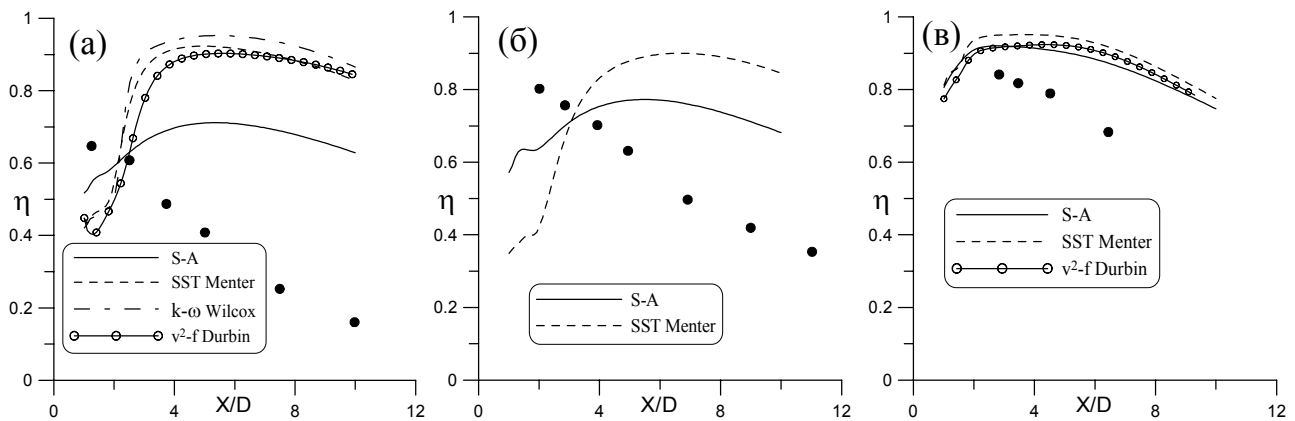 (а)
1
0.8
0.6
η
0.4
0.2
0
S-A
SST Menter
k-ω Wilcox
v²-f Durbin
0
4
8
12
X/D
(б)
1
0.8
0.6
η
0.4
0.2
0
S-A
SST Menter
0
4
8
12
X/D
(в)
1
0.8
0.6
η
0.4
0.2
0
S-A
SST Menter
v²-f Durbin
0
4
8
12
X/D